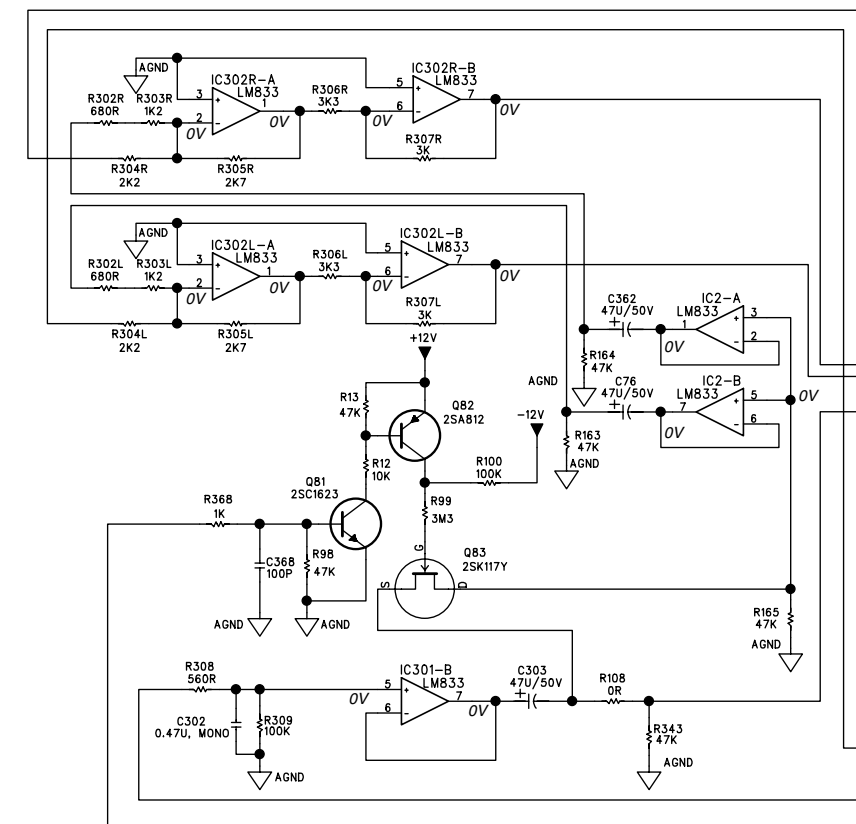 AGND
IC302R-A
LM833
3
+
1
2
-
0V
0V
R302R
680R
R303R
1K2
R306R
3K3
IC302R-B
LM833
5
+
7
6
-
0V
0V
R307R
3K
R304R
2K2
R305R
2K7
AGND
IC302L-A
LM833
3
+
1
2
-
0V
0V
R302L
680R
R303L
1K2
R306L
3K3
IC302L-B
LM833
5
+
7
6
-
0V
0V
R307L
3K
R304L
2K2
R305L
2K7
C362
47U/50V
+
IC2-A
LM833
1
+
3
-
2
0V
R164
47K
AGND
C76
47U/50V
+
IC2-B
LM833
7
+
5
-
6
0V
0V
R163
47K
AGND
+12V
R13
47K
Q82
2SA812
-12V
R12
10K
R100
100K
Q81
2SC1623
R99
3M3
R368
1K
C368
100P
R98
47K
AGND
AGND
G
S
D
Q83
2SK117Y
R165
47K
AGND
R308
560R
C302
0.47U, MONO
R309
100K
AGND
IC301-B
LM833
5
+
7
6
-
0V
0V
C303
47U/50V
+
R108
0R
R343
47K
AGND